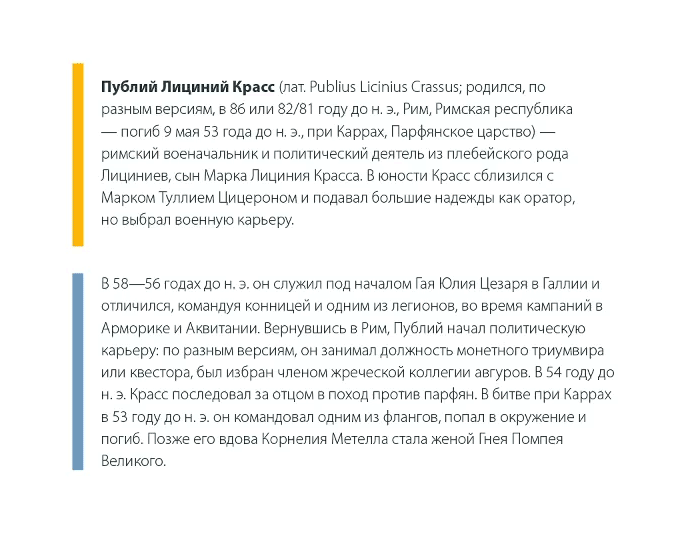 Публий Лициний Красс (лат. Publius Licinius Crassus; родился, по
разным версиям, в 86 или 82/81 году до н. э., Рим, Римская республика
— погиб 9 мая 53 года до н. э., при Каррах, Парфянское царство) —
римский военачальник и политический деятель из плебейского рода
Лициниев, сын Марка Лициния Красса. В юности Красс сблизился с
Марком Туллием Цицероном и подавал большие надежды как оратор,
но выбрал военную карьеру.
В 58—56 годах до н. э. он служил под началом Гая Юлия Цезаря в Галлии и
отличился, командуя конницей и одним из легионов, во время кампаний в
Арморике и Аквитании. Вернувшись в Рим, Публий начал политическую
карьеру: по разным версиям, он занимал должность монетного триумвира
или квестора, был избран членом жреческой коллегии авгуров. В 54 году до
н. э. Красс последовал за отцом в поход против парфян. В битве при Каррах
в 53 году до н. э. он командовал одним из флангов, попал в окружение и
погиб. Позже его вдова Корнелия Метелла стала женой Гнея Помпея
Великого.